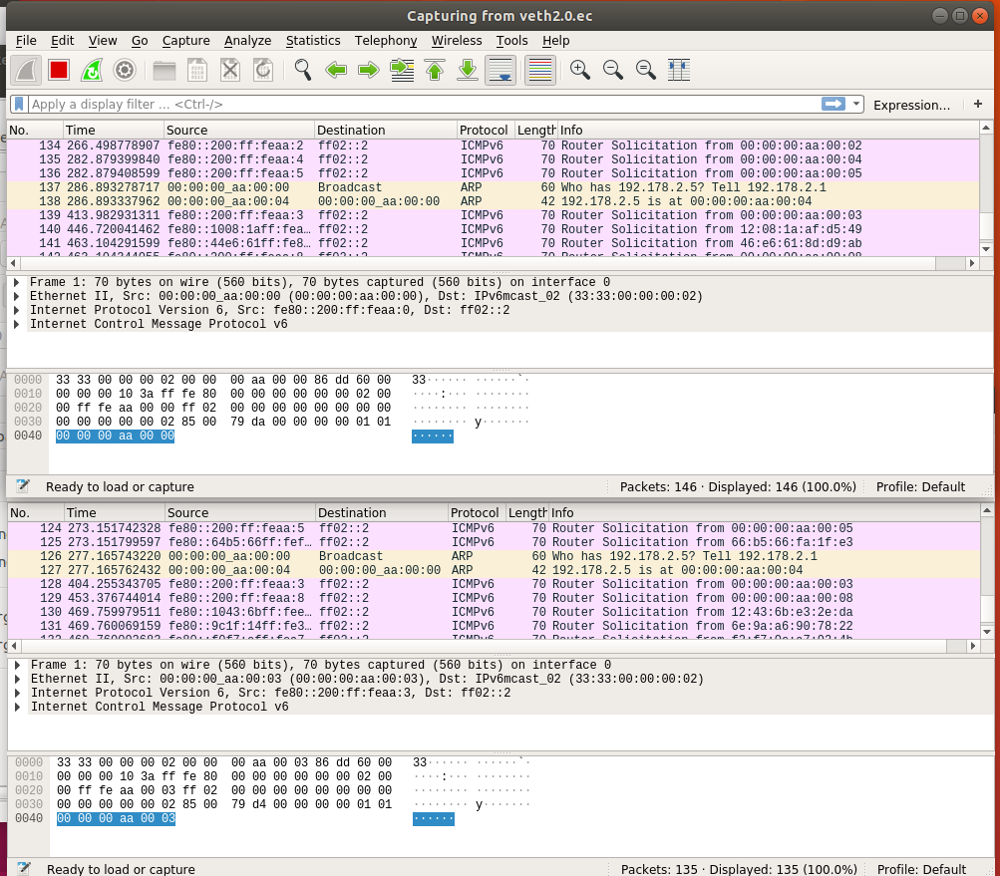 Capturing from veth2.0.ec
File Edit View Go Capture Analyze Statistics Telephony Wireless Tools Help
Apply a display filter ... <Ctrl-/> Expression... +
No. Time Source Destination Protocol Length Info
134 266.498778907 fe80::200:ff:feaa:2 ff02::2 ICMPv6 70 Router Solicitation from 00:00:00:aa:00:02
135 282.879399840 fe80::200:ff:feaa:4 ff02::2 ICMPv6 70 Router Solicitation from 00:00:00:aa:00:04
136 282.879408599 fe80::200:ff:feaa:5 ff02::2 ICMPv6 70 Router Solicitation from 00:00:00:aa:00:05
137 286.893278717 00:00:00_aa:00:00 Broadcast ARP 60 Who has 192.178.2.5? Tell 192.178.2.1
138 286.893337962 00:00:00_aa:00:04 00:00:00_aa:00:00 ARP 42 192.178.2.5 is at 00:00:00:aa:00:04
139 413.982931311 fe80::200:ff:feaa:3 ff02::2 ICMPv6 70 Router Solicitation from 00:00:00:aa:00:03
140 446.720041462 fe80::1008:1aff:fea… ff02::2 ICMPv6 70 Router Solicitation from 12:08:1a:af:d5:49
141 463.104291599 fe80::44e6:61ff:fe8… ff02::2 ICMPv6 70 Router Solicitation from 46:e6:61:8d:d9:ab
Frame 1: 70 bytes on wire (560 bits), 70 bytes captured (560 bits) on interface 0
Ethernet II, Src: 00:00:00_aa:00:00 (00:00:00:aa:00:00), Dst: IPv6mcast_02 (33:33:00:00:00:02)
Internet Protocol Version 6, Src: fe80::200:ff:feaa:0, Dst: ff02::2
Internet Control Message Protocol v6
0000 33 33 00 00 00 02 00 00 00 aa 00 00 86 dd 60 00 33······ ······`·
0010 00 00 00 10 3a ff fe 80 00 00 00 00 00 00 02 00 ····:··· ········
0020 00 ff fe aa 00 00 ff 02 00 00 00 00 00 00 00 00 ········ ········
0030 00 00 00 00 00 02 85 00 79 da 00 00 00 00 01 01 ········ y·······
0040 00 00 00 aa 00 00 ······
Ready to load or capture Packets: 146 · Displayed: 146 (100.0%) Profile: Default
No. Time Source Destination Protocol Length Info
124 273.151742328 fe80::200:ff:feaa:5 ff02::2 ICMPv6 70 Router Solicitation from 00:00:00:aa:00:05
125 273.151799597 fe80::64b5:66ff:fef… ff02::2 ICMPv6 70 Router Solicitation from 66:b5:66:fa:1f:e3
126 277.165743220 00:00:00_aa:00:00 Broadcast ARP 60 Who has 192.178.2.5? Tell 192.178.2.1
127 277.165762432 00:00:00_aa:00:04 00:00:00_aa:00:00 ARP 42 192.178.2.5 is at 00:00:00:aa:00:04
128 404.255343705 fe80::200:ff:feaa:3 ff02::2 ICMPv6 70 Router Solicitation from 00:00:00:aa:00:03
129 453.376744014 fe80::200:ff:feaa:8 ff02::2 ICMPv6 70 Router Solicitation from 00:00:00:aa:00:08
130 469.759979511 fe80::1043:6bff:fee… ff02::2 ICMPv6 70 Router Solicitation from 12:43:6b:e3:2e:da
131 469.760069159 fe80::9c1f:14ff:fe3… ff02::2 ICMPv6 70 Router Solicitation from 6e:9a:a6:90:78:22
Frame 1: 70 bytes on wire (560 bits), 70 bytes captured (560 bits) on interface 0
Ethernet II, Src: 00:00:00_aa:00:03 (00:00:00:aa:00:03), Dst: IPv6mcast_02 (33:33:00:00:00:02)
Internet Protocol Version 6, Src: fe80::200:ff:feaa:3, Dst: ff02::2
Internet Control Message Protocol v6
0000 33 33 00 00 00 02 00 00 00 aa 00 03 86 dd 60 00 33······ ······`·
0010 00 00 00 10 3a ff fe 80 00 00 00 00 00 00 02 00 ····:··· ········
0020 00 ff fe aa 00 03 ff 02 00 00 00 00 00 00 00 00 ········ ········
0030 00 00 00 00 00 02 85 00 79 d4 00 00 00 00 01 01 ········ y·······
0040 00 00 00 aa 00 03 ······
Ready to load or capture Packets: 135 · Displayed: 135 (100.0%) Profile: Default